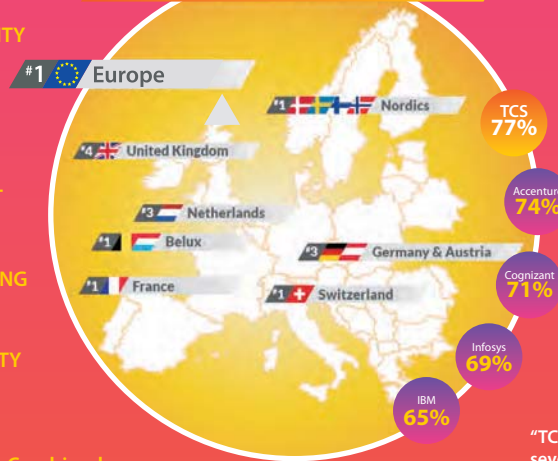 TY
#1 Europe
#1 Nordics
TCS
77%
#4 United Kingdom
Accenture
74%
#3 Netherlands
#1 Belux
#3 Germany & Austria
NG
Cognizant
71%
#1 France
#1 Switzerland
Infosys
69%
TY
IBM
65%
"TC